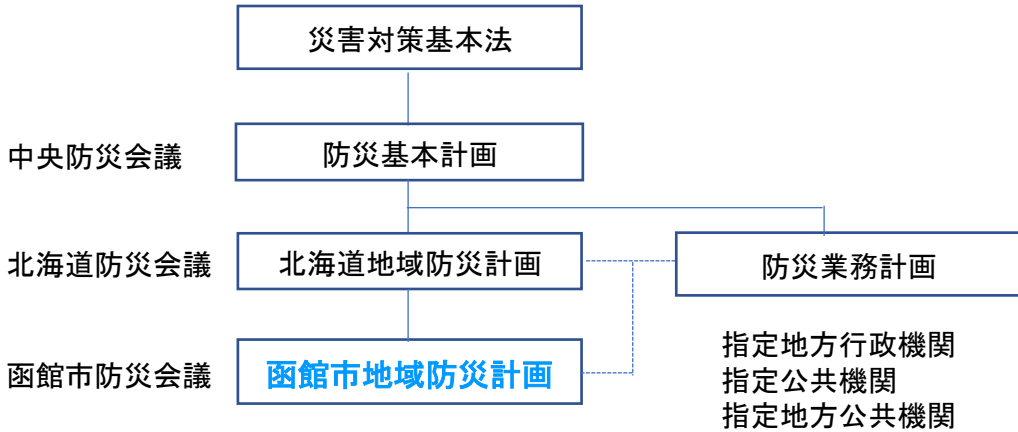 災害対策基本法
中央防災会議
防災基本計画
北海道防災会議
北海道地域防災計画
防災業務計画
函館市防災会議
函館市地域防災計画
指定地方行政機関
指定公共機関
指定地方公共機関